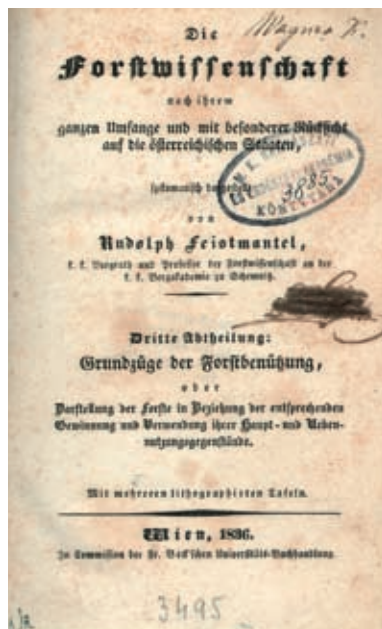 Wagner K.
Die
Forstwissenschaft
nach ihrem
ganzen Umfange und mit besonderer Rücksicht
auf die österreichischen Staaten,
systematisch dargestellt
von
Rudolph Feistmantel,
k. k. Bergrath und Professor der Forstwissenschaft an der
k. k. Bergakademie zu Schemnitz.
3885
KÖNYVTÁRA
Dritte Abtheilung:
Grundzüge der Forstbenützung,
oder
Darstellung der Forste in Beziehung der entsprechenden
Gewinnung und Verwendung ihrer Haupt- und Neben-
nutzungsgegenstände.
Mit mehreren lithographirten Tafeln.
Wien, 1836.
In Commission der Fr. Beck'schen Universitäts-Buchhandlung.
3495